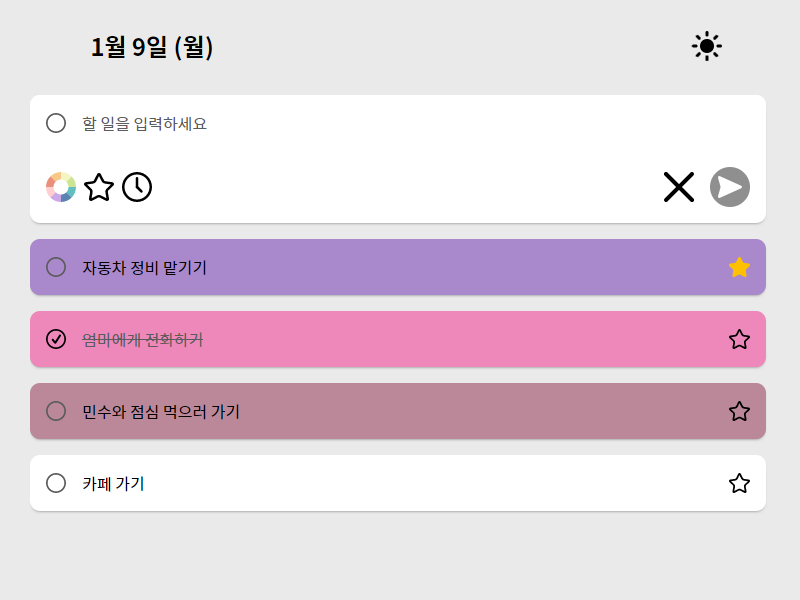 1월 9일 (월)
할 일을 입력하세요
자동차 정비 맡기기
엄마에게 전화하기
민수와 점심 먹으러 가기
카페 가기